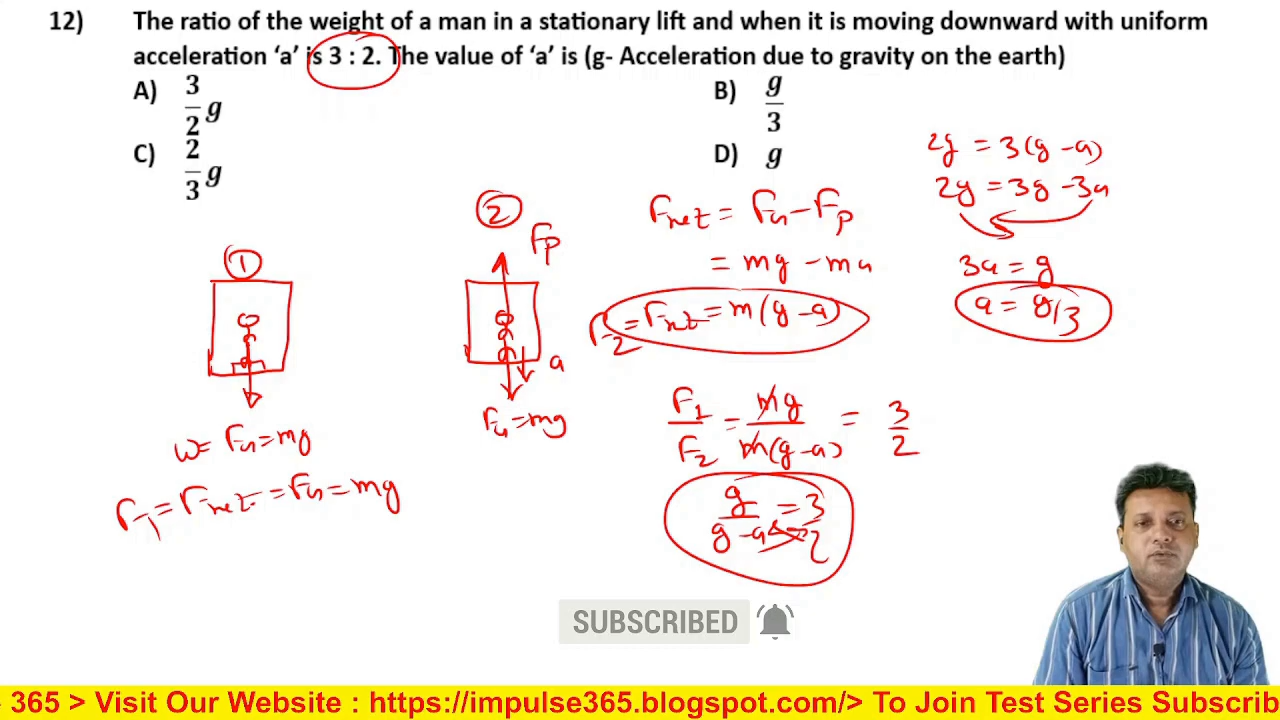 12) The ratio of the weight of a man in a stationary lift and when it is moving downward with uniform
acceleration ‘a’ is 3 : 2. The value of ‘a’ is (g- Acceleration due to gravity on the earth)
A) 3/2 g
B) g/3
C) 2/3 g
D) g
1
W = Fg = mg
F1 = Fnet = Fg = mg
2
Fp
a
Fg = mg
Fnet = Fg - Fp
= mg - ma
F2 = Fnet = m(g-a)
F1/F2 = mg/m(g-a) = 3/2
g/g-a = 3/2
2g = 3(g-a)
2g = 3g - 3a
3a = g
a = g/3
SUBSCRIBED
365 > Visit Our Website : https://impulse365.blogspot.com/> To Join Test Series Subscrib